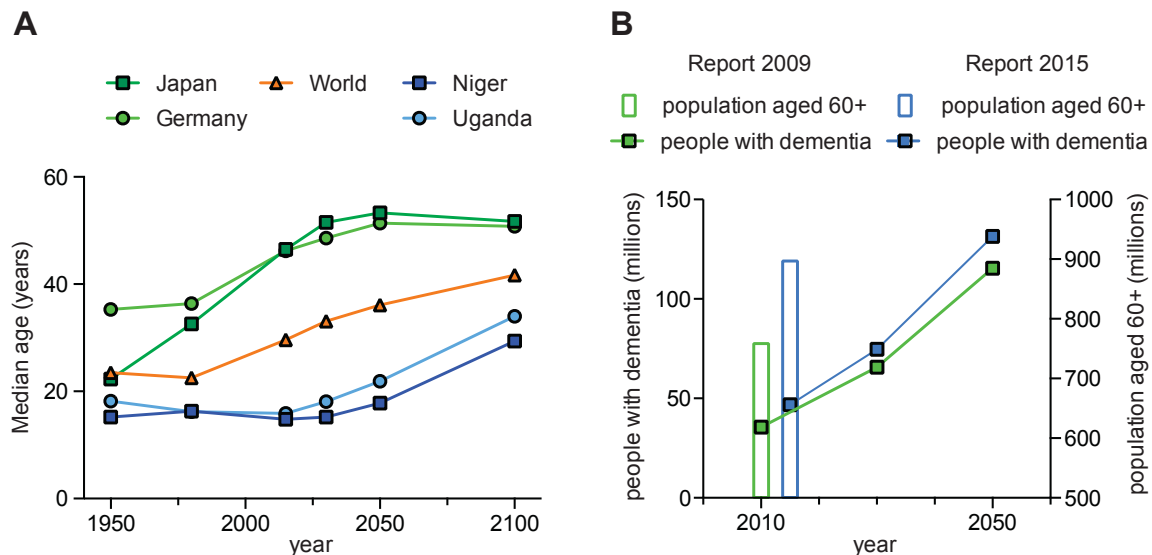 A
Japan
World
Niger
Germany
Uganda
Median age (years)
60
40
20
0
1950
2000
2050
2100
year
B
Report 2009
Report 2015
population aged 60+
population aged 60+
people with dementia
people with dementia
people with dementia (millions)
150
100
50
0
population aged 60+ (millions)
1000
900
800
700
600
500
2010
2050
year